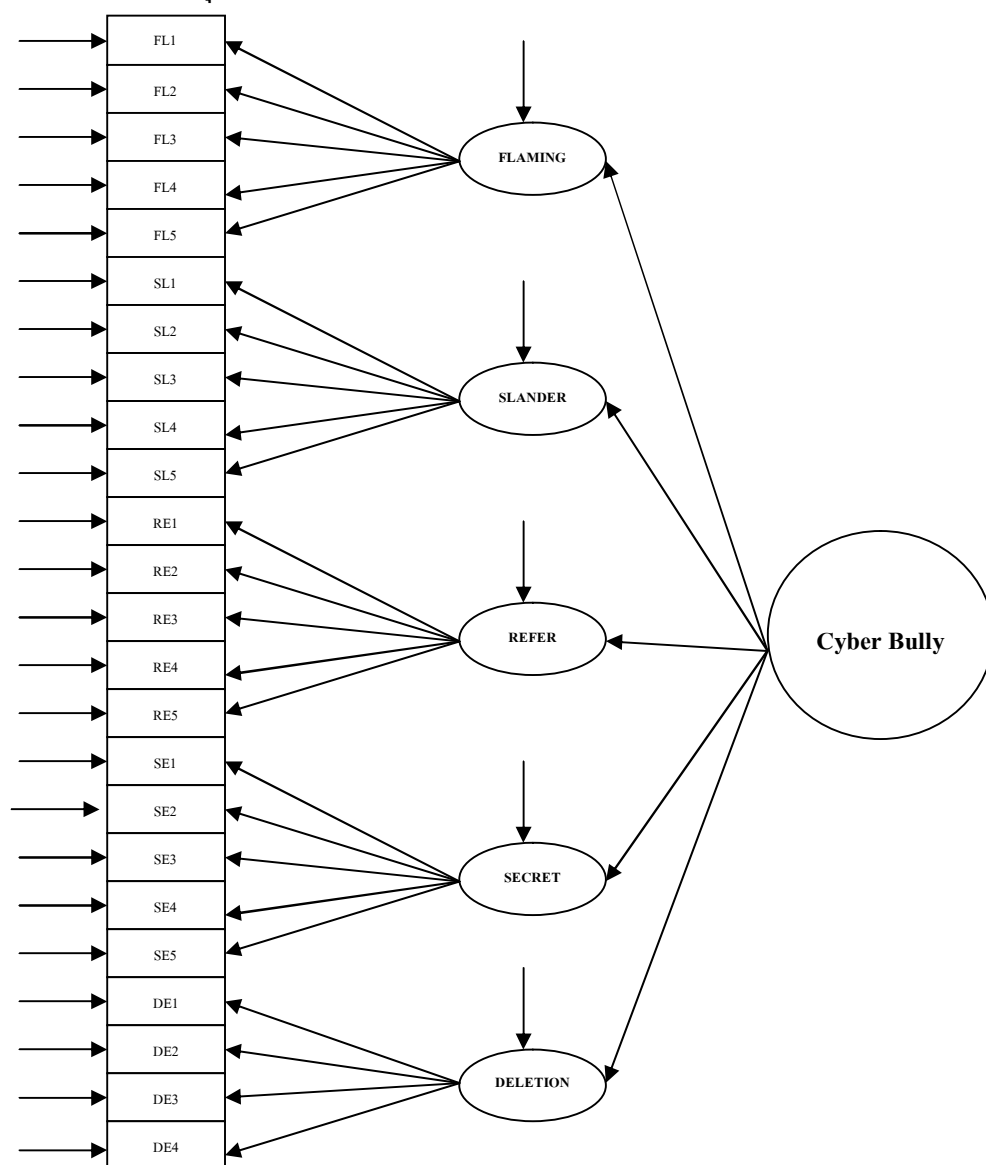 FL1
FL2
FL3
FL4
FL5
SL1
SL2
SL3
SL4
SL5
RE1
RE2
RE3
RE4
RE5
SE1
SE2
SE3
SE4
SE5
DE1
DE2
DE3
DE4
FLAMING
SLANDER
REFER
SECRET
DELETION
Cyber Bully